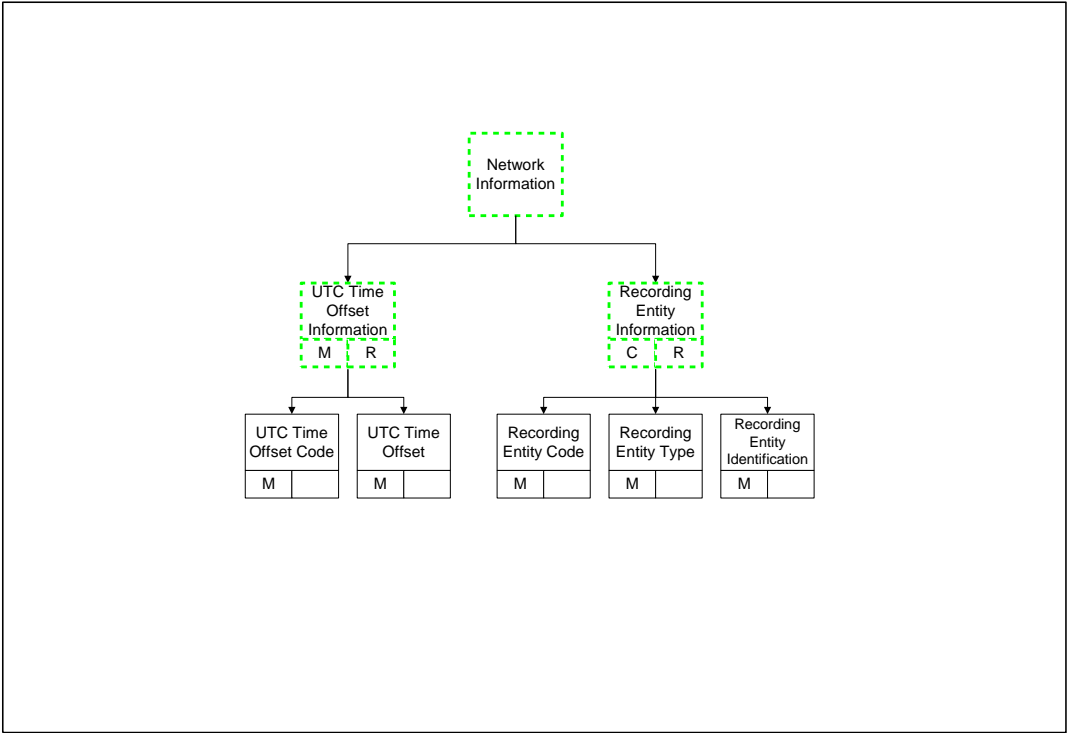 Network
Information
UTC Time
Offset
Information
M R
Recording
Entity
Information
C R
UTC Time
Offset Code
M
UTC Time
Offset
M
Recording
Entity Code
M
Recording
Entity Type
M
Recording
Entity
Identification
M